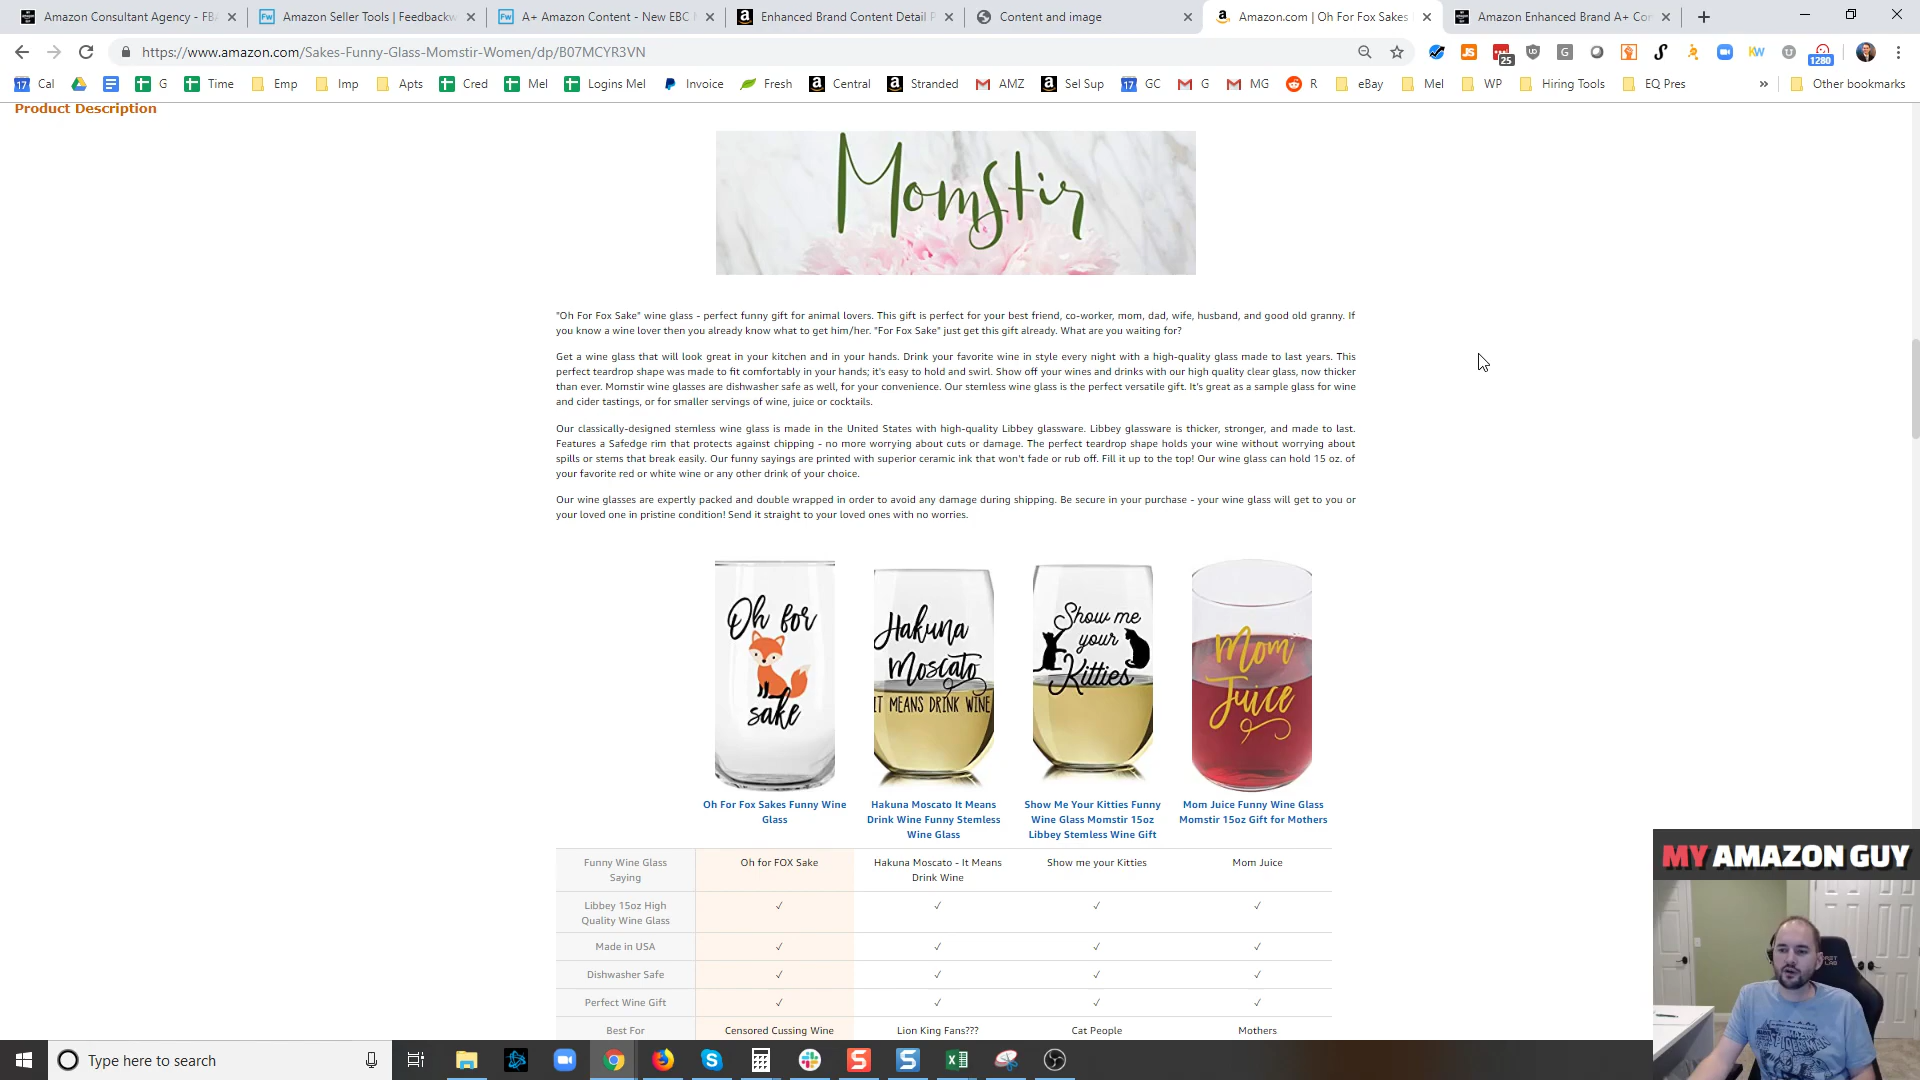 Amazon Consultant Agency - FBA
Amazon Seller Tools | Feedbackw
A+ Amazon Content - New EBC
Enhanced Brand Content Detail P
Content and image
Amazon.com | Oh For Fox Sakes
Amazon Enhanced Brand A+ Con
https://www.amazon.com/Sakes-Funny-Glass-Momstir-Women/dp/B07MCYR3VN
25
1280
Cal
G
Time
Emp
Imp
Apts
Cred
Mel
Logins Mel
Invoice
Fresh
Central
Stranded
AMZ
Sel Sup
GC
G
MG
R
eBay
Mel
WP
Hiring Tools
EQ Pres
Other bookmarks
Product Description
Momstir
"Oh For Fox Sake" wine glass - perfect funny gift for animal lovers. This gift is perfect for your best friend, co-worker, mom, dad, wife, husband, and good old granny. If
you know a wine lover then you already know what to get him/her. "For Fox Sake" just get this gift already. What are you waiting for?
Get a wine glass that will look great in your kitchen and in your hands. Drink your favorite wine in style every night with a high-quality glass made to last years. This
perfect teardrop shape was made to fit comfortably in your hands; it's easy to hold and swirl. Show off your wines and drinks with our high quality clear glass, now thicker
than ever. Momstir wine glasses are dishwasher safe as well, for your convenience. Our stemless wine glass is the perfect versatile gift. It's great as a sample glass for wine
and cider tastings, or for smaller servings of wine, juice or cocktails.
Our classically-designed stemless wine glass is made in the United States with high-quality Libbey glassware. Libbey glassware is thicker, stronger, and made to last.
Features a Safedge rim that protects against chipping - no more worrying about cuts or damage. The perfect teardrop shape holds your wine without worrying about
spills or stems that break easily. Our funny sayings are printed with superior ceramic ink that won't fade or rub off. Fill it up to the top! Our wine glass can hold 15 oz. of
your favorite red or white wine or any other drink of your choice.
Our wine glasses are expertly packed and double wrapped in order to avoid any damage during shipping. Be secure in your purchase - your wine glass will get to you or
your loved one in pristine condition! Send it straight to your loved ones with no worries.
Oh for
sake
Hakuna
Moscato
IT MEANS DRINK WINE
Show me
your
Kitties
Mom
Juice
Oh For Fox Sakes Funny Wine
Glass
Hakuna Moscato It Means
Drink Wine Funny Stemless
Wine Glass
Show Me Your Kitties Funny
Wine Glass Momstir 15oz
Libbey Stemless Wine Gift
Mom Juice Funny Wine Glass
Momstir 15oz Gift for Mothers
Funny Wine Glass
Saying
Oh for FOX Sake
Hakuna Moscato - It Means
Drink Wine
Show me your Kitties
Mom Juice
Libbey 15oz High
Quality Wine Glass
✓ ✓ ✓ ✓
Made in USA ✓ ✓ ✓ ✓
Dishwasher Safe ✓ ✓ ✓ ✓
Perfect Wine Gift ✓ ✓ ✓ ✓
Best For Censored Cussing Wine Lion King Fans??? Cat People Mothers
MY AMAZON GUY
Type here to search